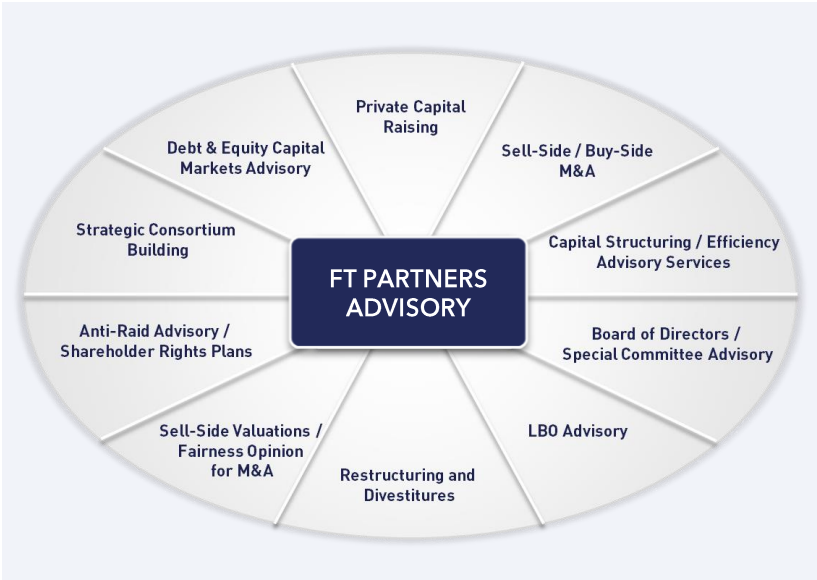 Private Capital
Raising
Sell-Side / Buy-Side
M&A
Capital Structuring / Efficiency
Advisory Services
Board of Directors /
Special Committee Advisory
LBO Advisory
Restructuring and
Divestitures
Sell-Side Valuations /
Fairness Opinion
for M&A
Anti-Raid Advisory /
Shareholder Rights Plans
Strategic Consortium
Building
Debt & Equity Capital
Markets Advisory
FT PARTNERS
ADVISORY